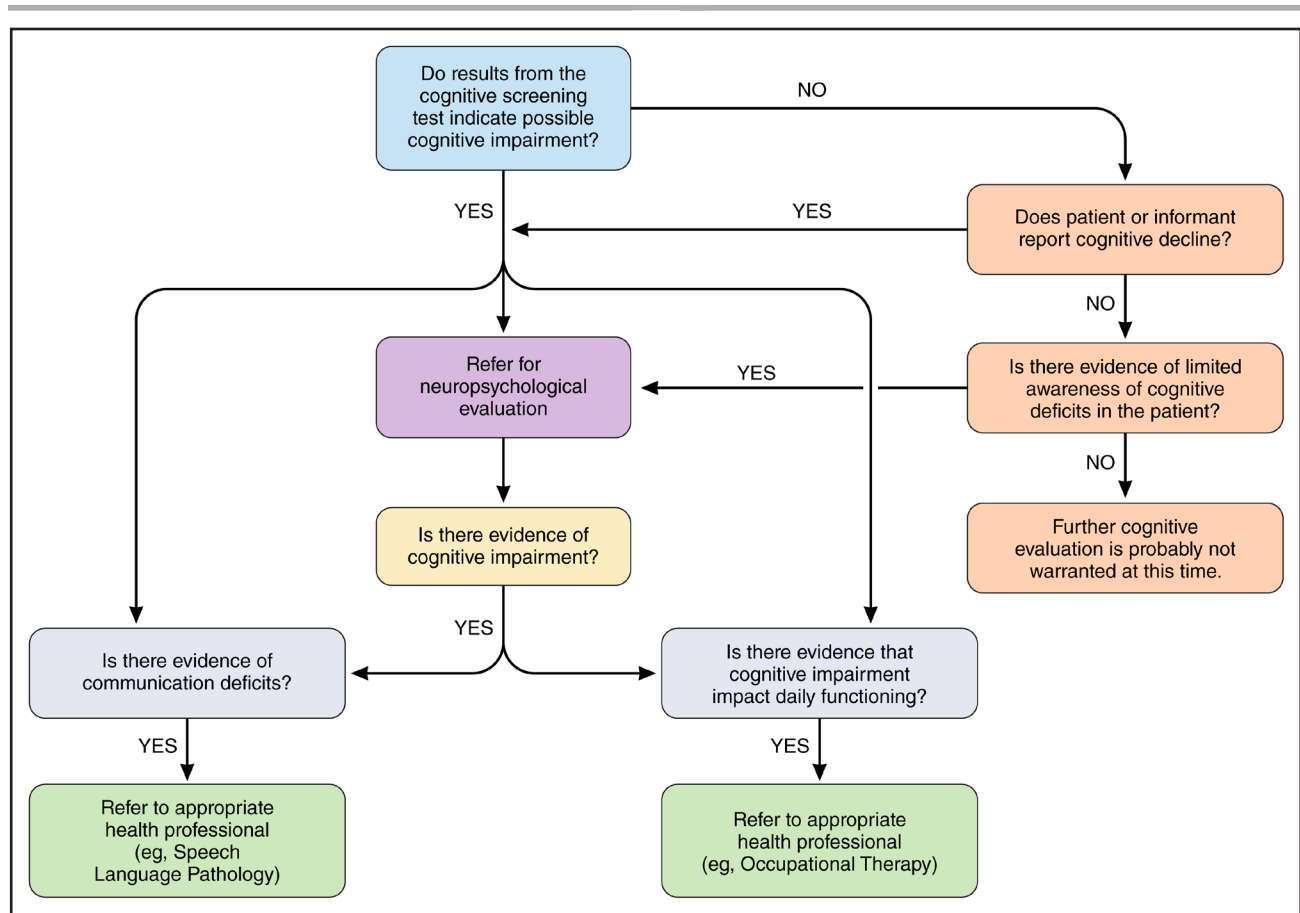 Do results from the
cognitive screening
test indicate possible
cognitive impairment?
NO
YES
YES
Does patient or informant
report cognitive decline?
NO
Refer for
neuropsychological
evaluation
YES
Is there evidence of limited
awareness of cognitive
deficits in the patient?
NO
Is there evidence of
cognitive impairment?
Further cognitive
evaluation is probably not
warranted at this time.
YES
Is there evidence of
communication deficits?
Is there evidence that
cognitive impairment
impact daily functioning?
YES
YES
Refer to appropriate
health professional
(eg, Speech
Language Pathology)
Refer to appropriate
health professional
(eg, Occupational Therapy)